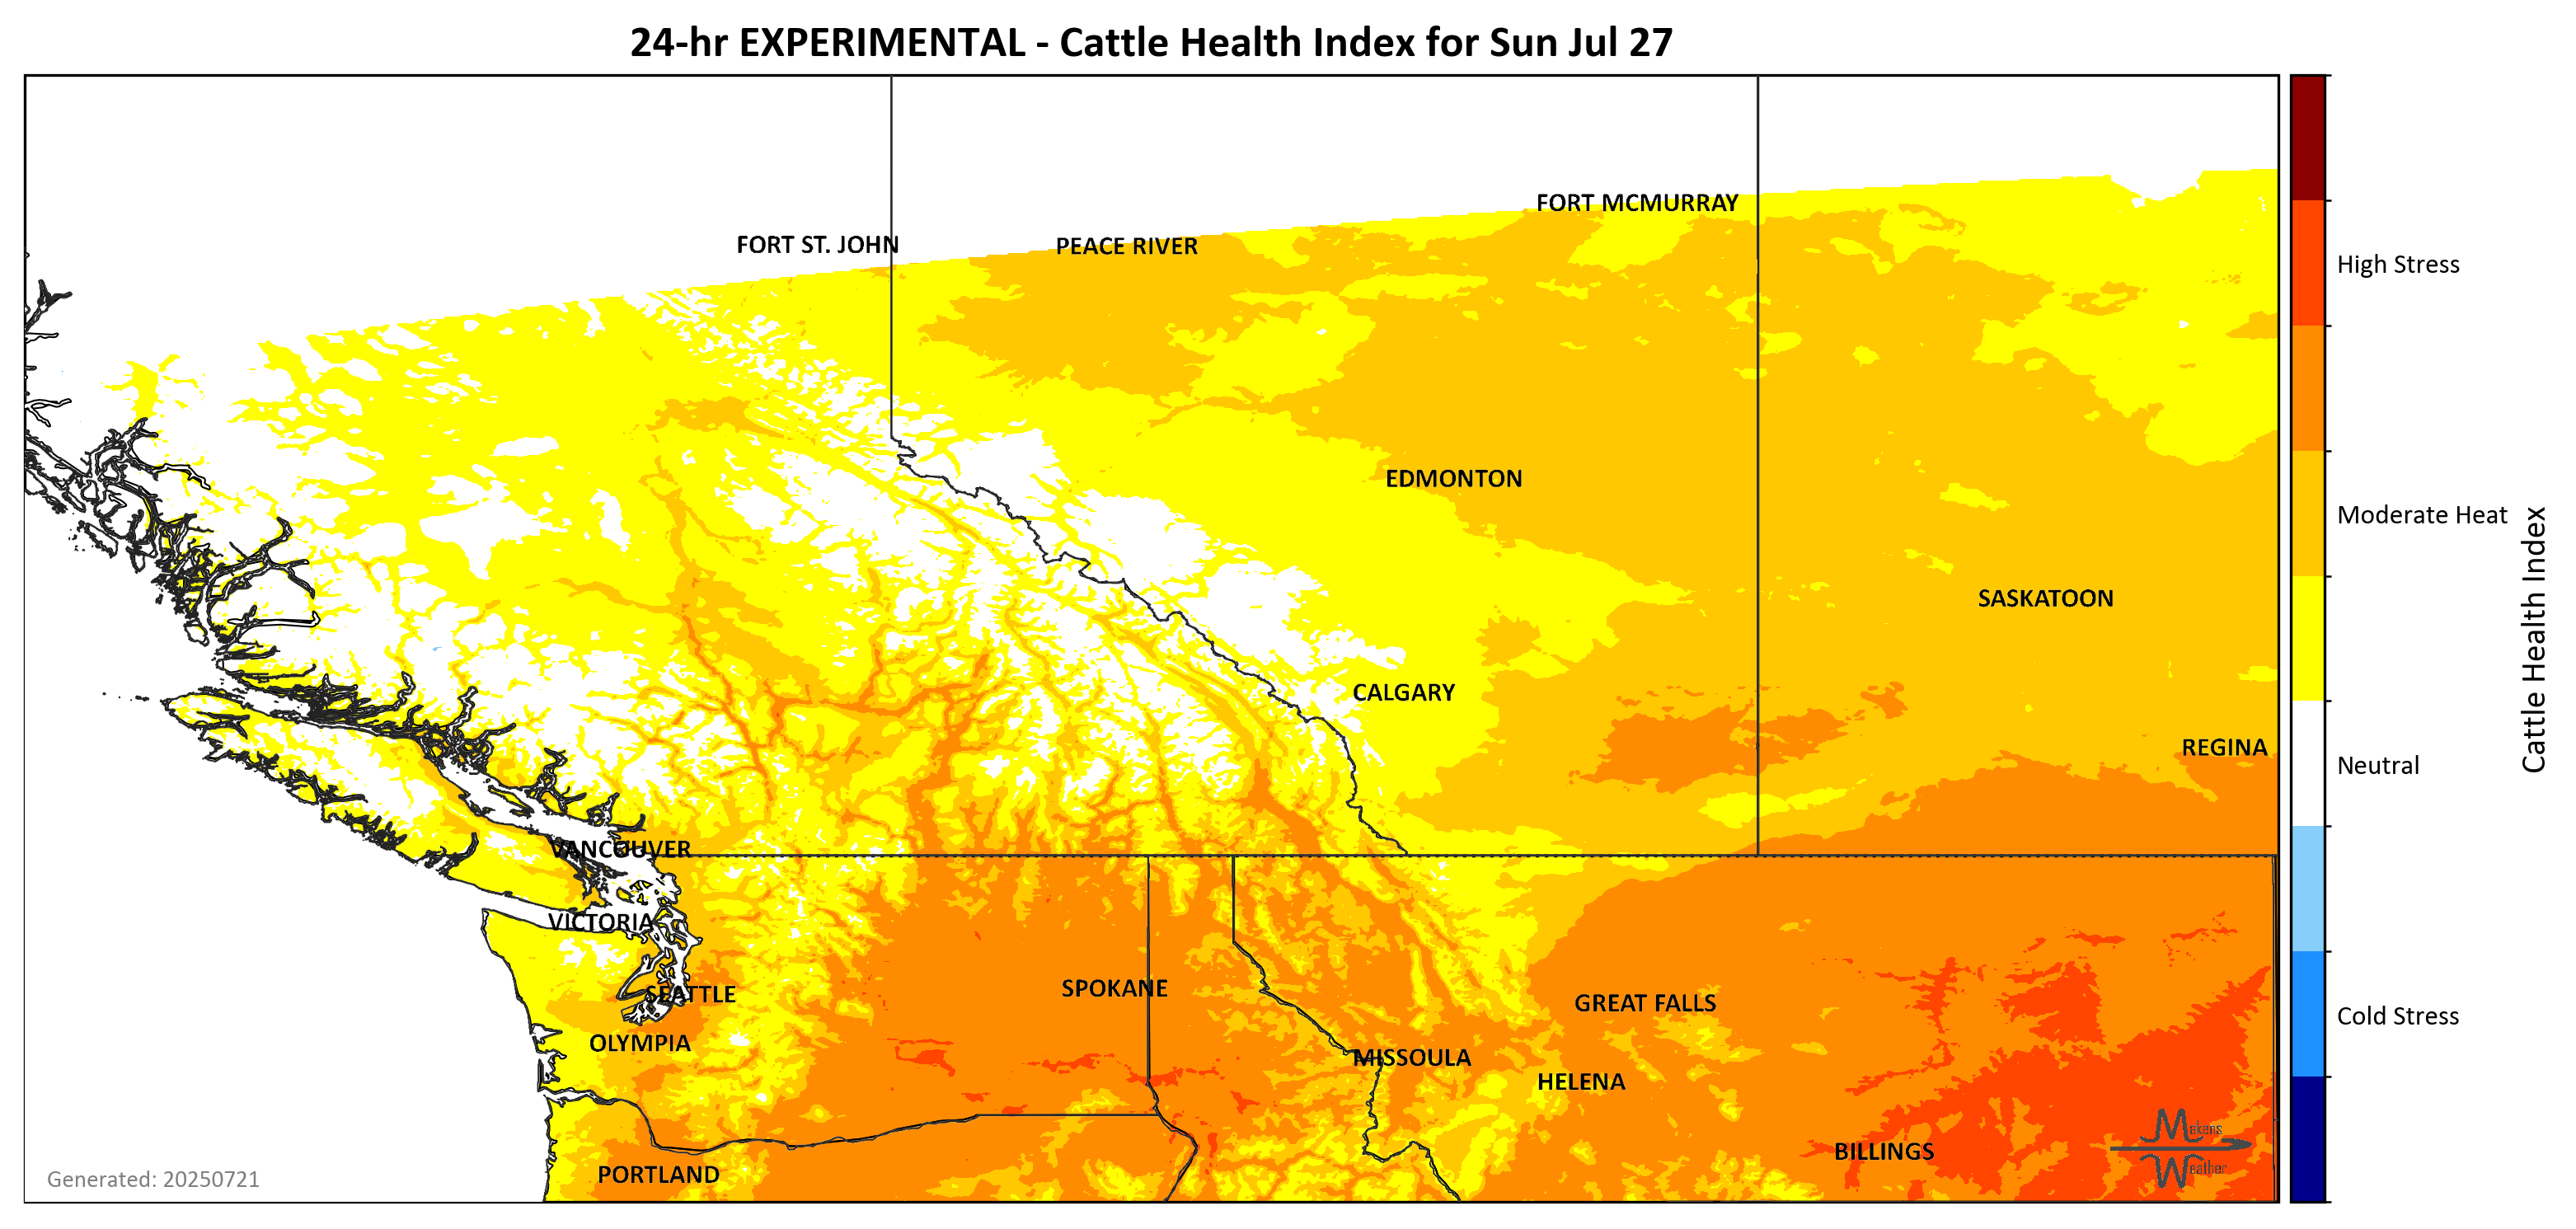 24-hr EXPERIMENTAL - Cattle Health Index for Sun Jul 27
FORT MCMURRAY
FORT ST. JOHN
PEACE RIVER
High Stress
EDMONTON
Moderate Heat
SASKATOON
Cattle Health Index
CALGARY
REGINA
Neutral
VANCOUVER
VICTORIA
SPOKANE
SEATTLE
GREAT FALLS
Cold Stress
OLYMPIA
MISSOULA
HELENA
Makens
BILLINGS
Weather
PORTLAND
Generated: 20250721